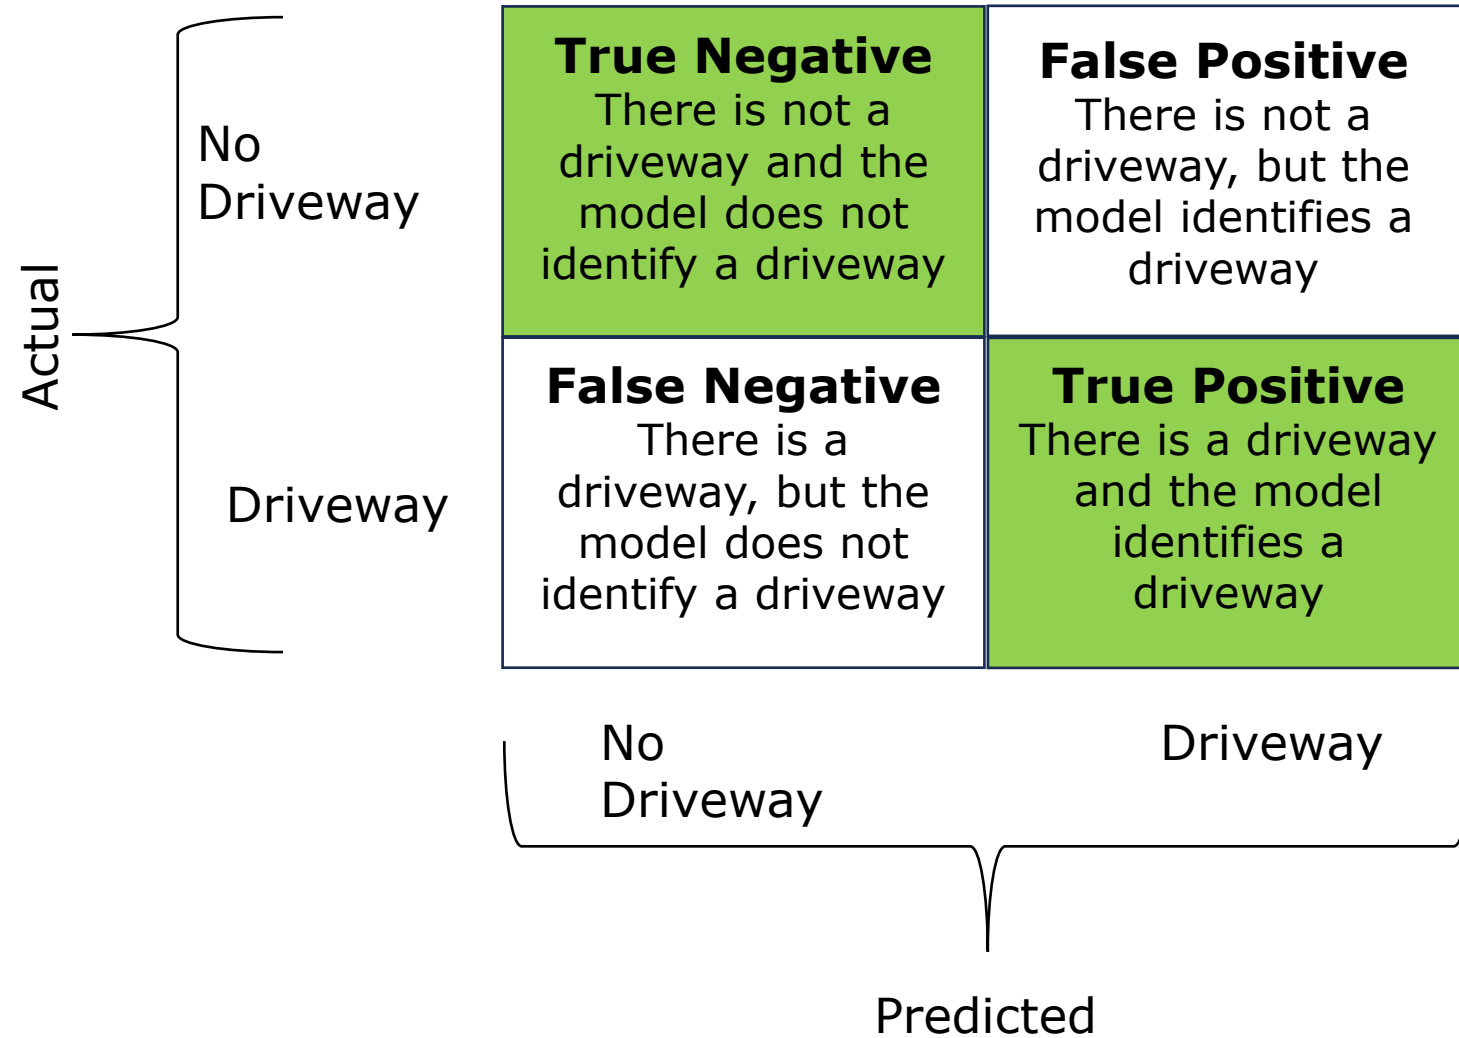 Actual
No
Driveway
True Negative
There is not a
driveway and the
model does not
identify a driveway
False Positive
There is not a
driveway, but the
model identifies a
driveway
Driveway
False Negative
There is a
driveway, but the
model does not
identify a driveway
True Positive
There is a driveway
and the model
identifies a
driveway
No
Driveway
Driveway
Predicted